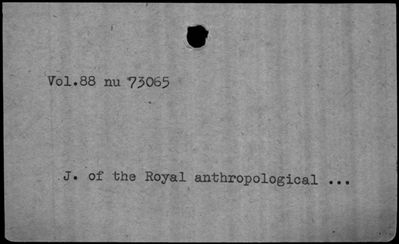 Vol.88 nu 73065
J. of the Royal anthropological ...